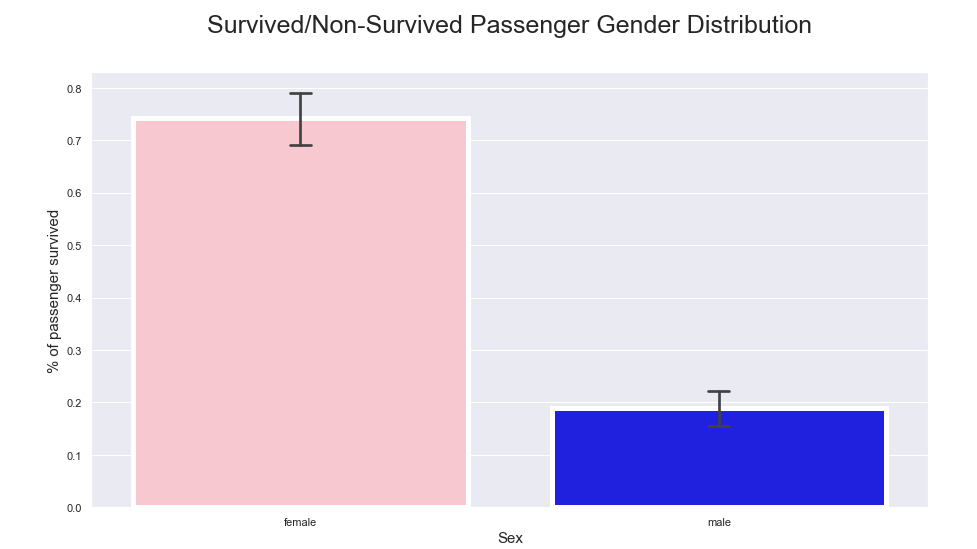 Survived/Non-Survived Passenger Gender Distribution
% of passenger survived
0.8
0.7
0.6
0.5
0.4
0.3
0.2
0.1
0.0
female
male
Sex